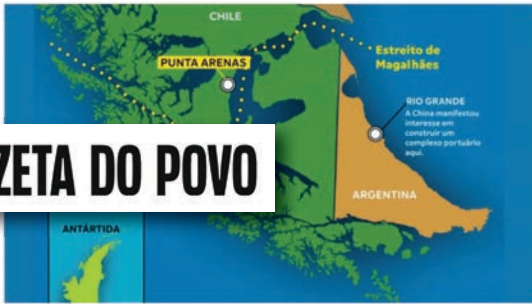 CHILE
PUNTA ARENAS
Estreito de
Magalhães
RIO GRANDE
A China manifestou
interesse em
construir um
complexo portuário
aqui.
ZETA DO POVO
ARGENTINA
ANTÁRTIDA